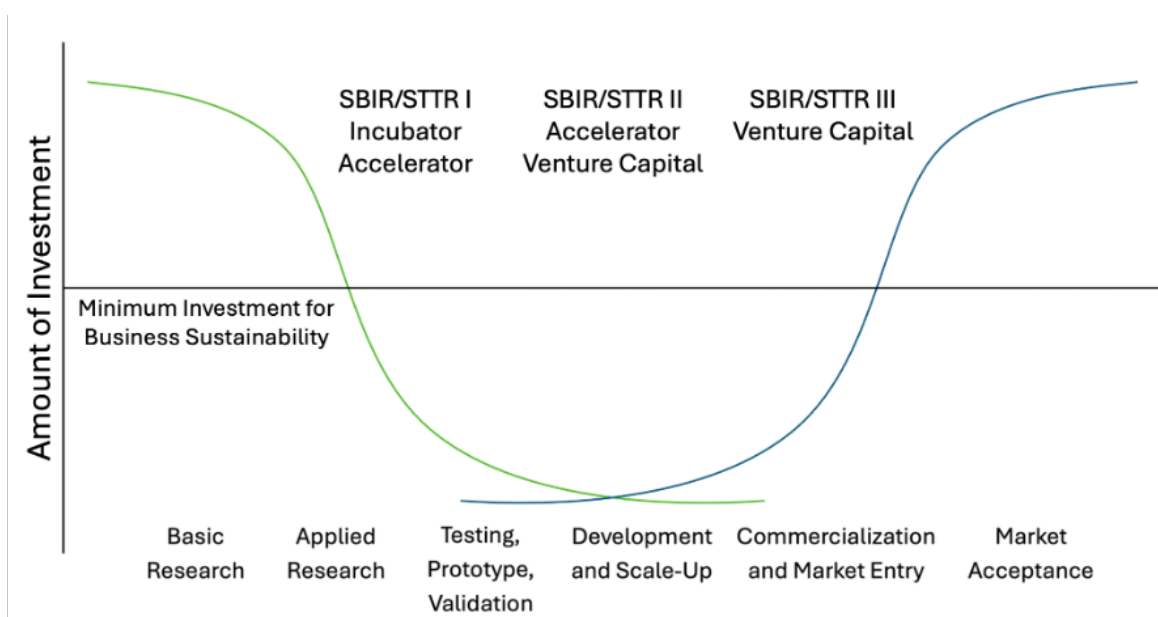 SBIR/STTR I
Incubator
Accelerator
SBIR/STTR II
Accelerator
Venture Capital
SBIR/STTR III
Venture Capital
Amount of Investment
Minimum Investment for
Business Sustainability
Basic
Research
Applied
Research
Testing,
Prototype,
Validation
Development
and Scale-Up
Commercialization
and Market Entry
Market
Acceptance